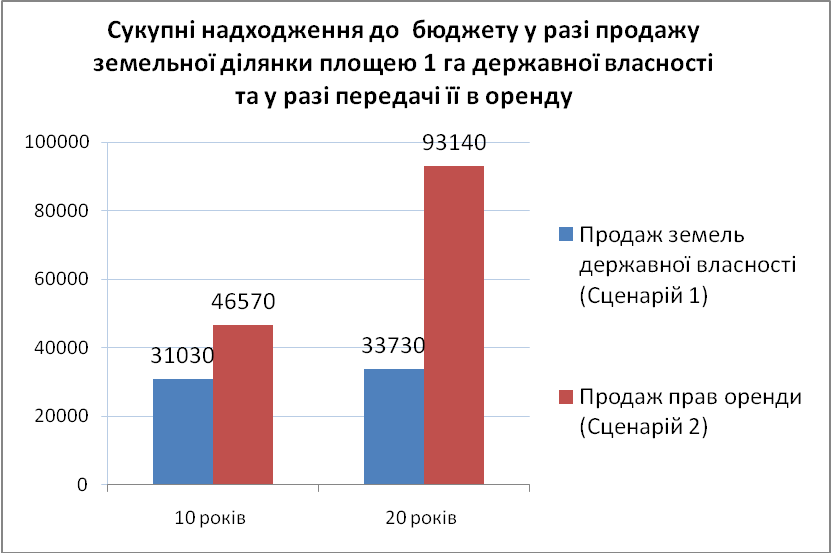 Сукупні надходження до  бюджету у разі продажу
земельної ділянки площею 1 га державної власності
та у разі передачі її в оренду
100000
80000
60000
40000
20000
0
31030
46570
33730
93140
10 років
20 років
Продаж земель
державної власності
(Сценарій 1)
Продаж прав оренди
(Сценарій 2)